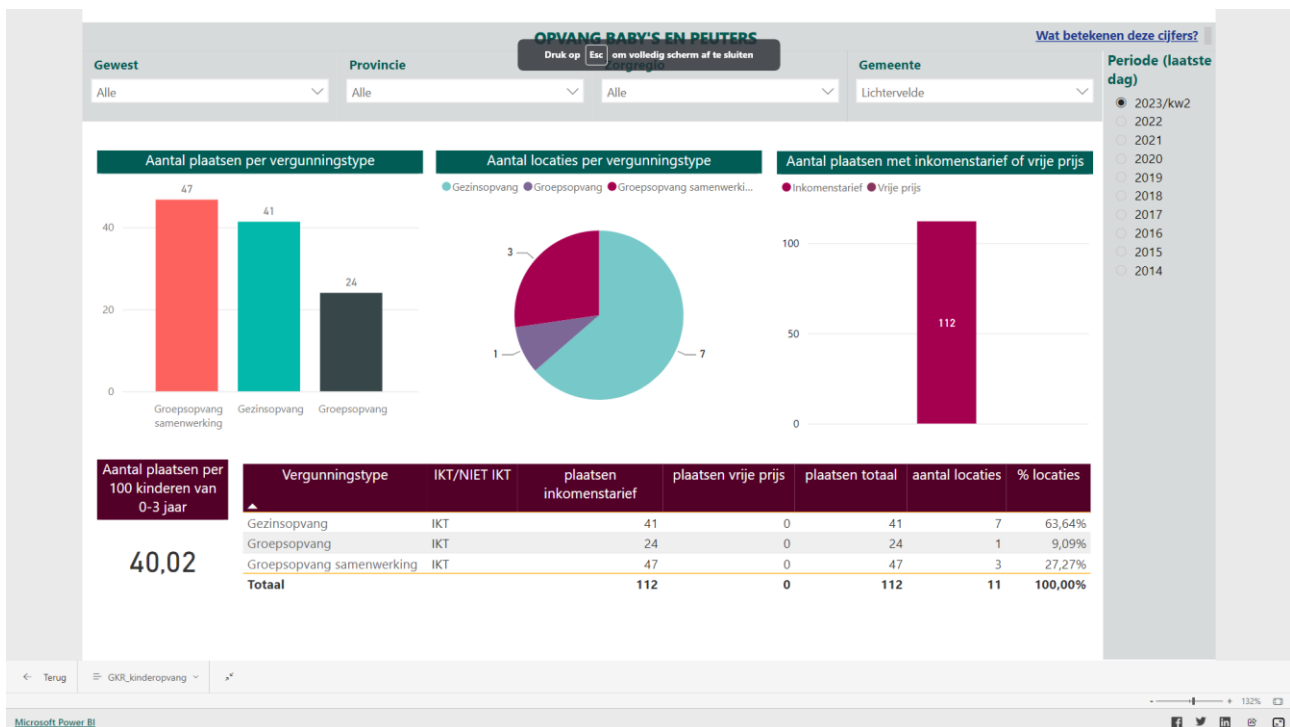 OPVANG BABY'S EN PEUTERS
Wat betekenen deze cijfers?
Druk op Esc om volledig scherm af te sluiten
Gewest
Provincie
Zorgregio
Gemeente
Alle
Alle
Alle
Lichtervelde
Periode (laatste
dag)
2023/kw2
2022
2021
2020
2019
2018
2017
2016
2015
2014
Aantal plaatsen per vergunningstype
47
41
24
40
20
0
Groepsopvang
samenwerking
Gezinsopvang
Groepsopvang
Aantal locaties per vergunningstype
Gezinsopvang Groepsopvang Groepsopvang samenwerki...
3
1
7
Aantal plaatsen met inkomenstarief of vrije prijs
Inkomenstarief Vrije prijs
100
50
0
112
Aantal plaatsen per
100 kinderen van
0-3 jaar
40,02
Vergunningstype IKT/NIET IKT plaatsen inkomenstarief plaatsen vrije prijs plaatsen totaal aantal locaties % locaties
Gezinsopvang IKT 41 0 41 7 63,64%
Groepsopvang IKT 24 0 24 1 9,09%
Groepsopvang samenwerking IKT 47 0 47 3 27,27%
Totaal 112 0 112 11 100,00%
Terug
GKR_kinderopvang
- + 132%
Microsoft Power BI